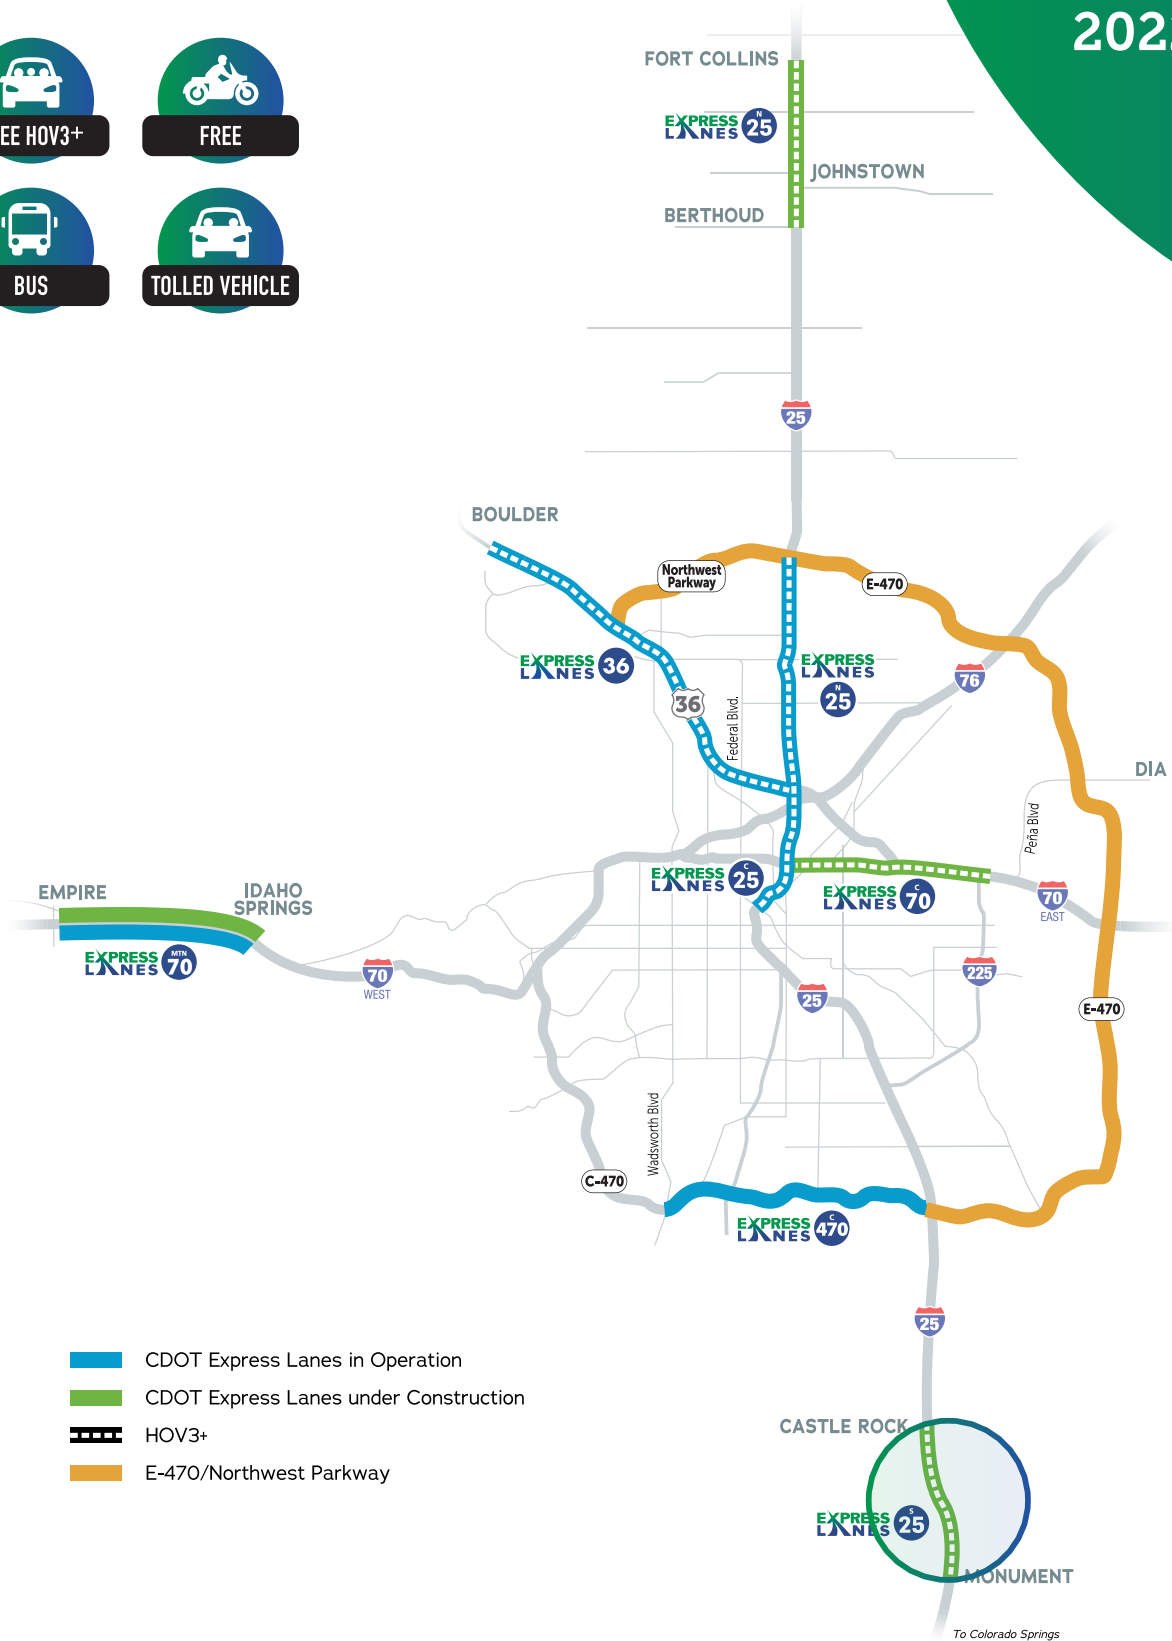 202
FORT COLLINS
EXPRESS
LANES
N
25
EE HOV3+
FREE
JOHNSTOWN
BERTHOUD
BUS
TOLLED VEHICLE
25
BOULDER
Northwest
Parkway
E-470
EXPRESS
LANES
36
EXPRESS
LANES
N
25
76
36
Federal Blvd.
DIA
Peña Blvd
EXPRESS
LANES
C
25
EXPRESS
LANES
C
70
70
EAST
EMPIRE
IDAHO
SPRINGS
EXPRESS
LANES
MTN
70
70
WEST
225
25
E-470
Wadsworth Blvd
C-470
EXPRESS
LANES
C
470
25
CDOT Express Lanes in Operation
CDOT Express Lanes under Construction
HOV3+
E-470/Northwest Parkway
CASTLE ROCK
EXPRESS
LANES
S
25
MONUMENT
To Colorado Springs